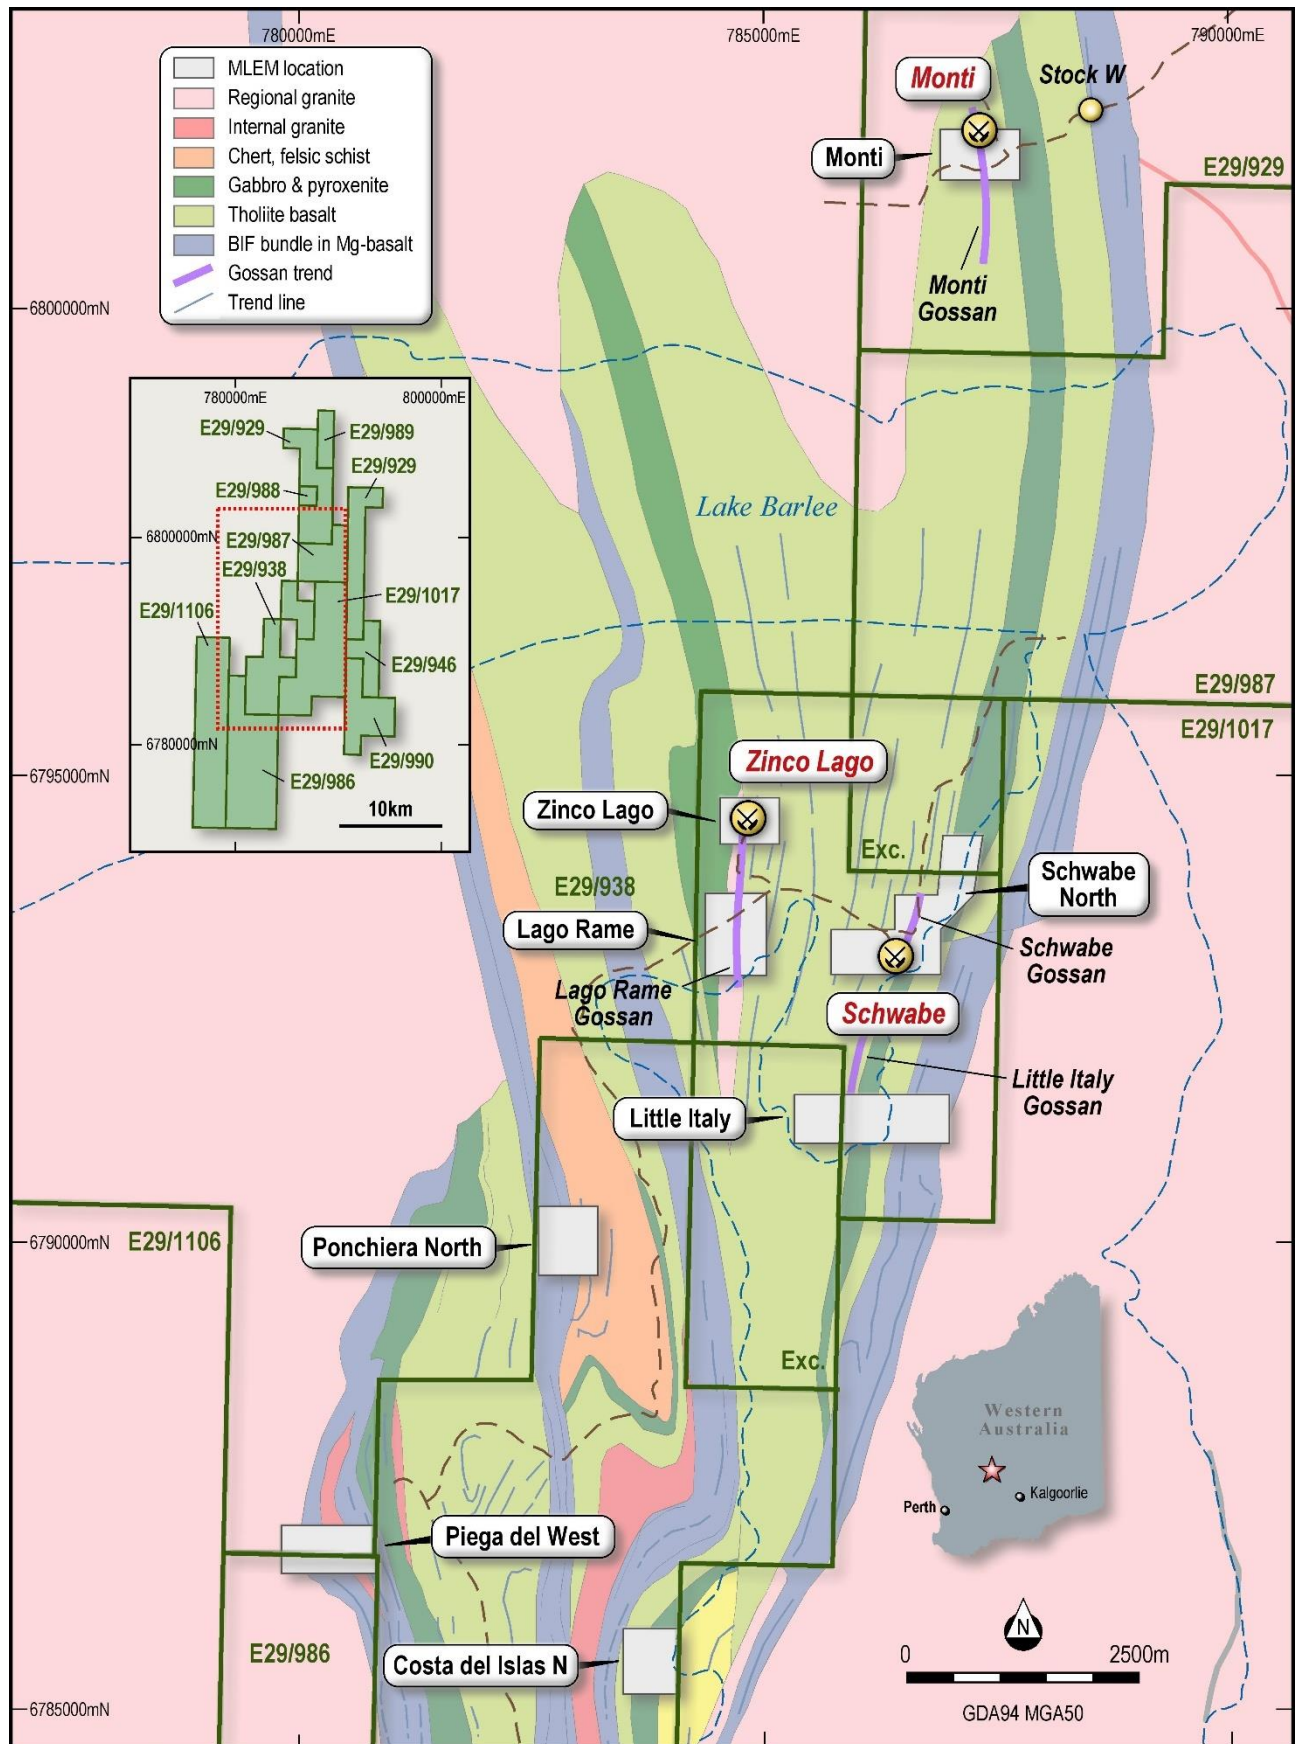 780000mE
785000mE
790000mE
MLEM location
Regional granite
Internal granite
Chert, felsic schist
Gabbro & pyroxenite
Tholiite basalt
BIF bundle in Mg-basalt
Gossan trend
Trend line
Monti
Stock W
Monti
E29/929
Monti
Gossan
6800000mN
780000mE
800000mE
E29/929
E29/989
E29/929
E29/988
6800000mN
E29/987
E29/938
E29/1017
E29/1106
E29/946
6780000mN
E29/990
E29/986
10km
Lake Barlee
E29/987
E29/1017
6795000mN
Zinco Lago
Zinco Lago
Exc.
E29/938
Schwabe
North
Lago Rame
Schwabe
Gossan
Lago Rame
Gossan
Schwabe
Little Italy
Gossan
Little Italy
E29/1106
6790000mN
Ponchiera North
Exc.
Western
Australia
Kalgoorlie
Perth
Piega del West
N
E29/986
Costa del Islas N
0
2500m
6785000mN
GDA94 MGA50